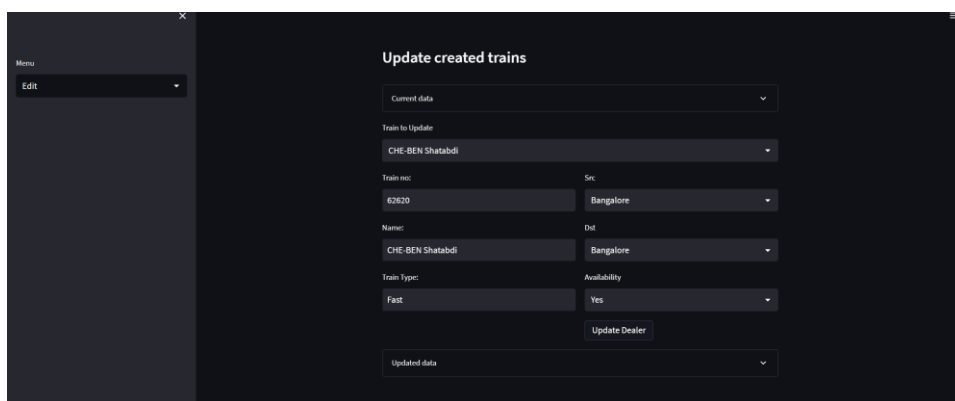 Menu
Edit
Update created trains
Current data
Train to Update
CHE-BEN Shatabdi
Train no:
Src
62620
Bangalore
Name:
Dst
CHE-BEN Shatabdi
Bangalore
Train Type:
Availability
Fast
Yes
Update Dealer
Updated data